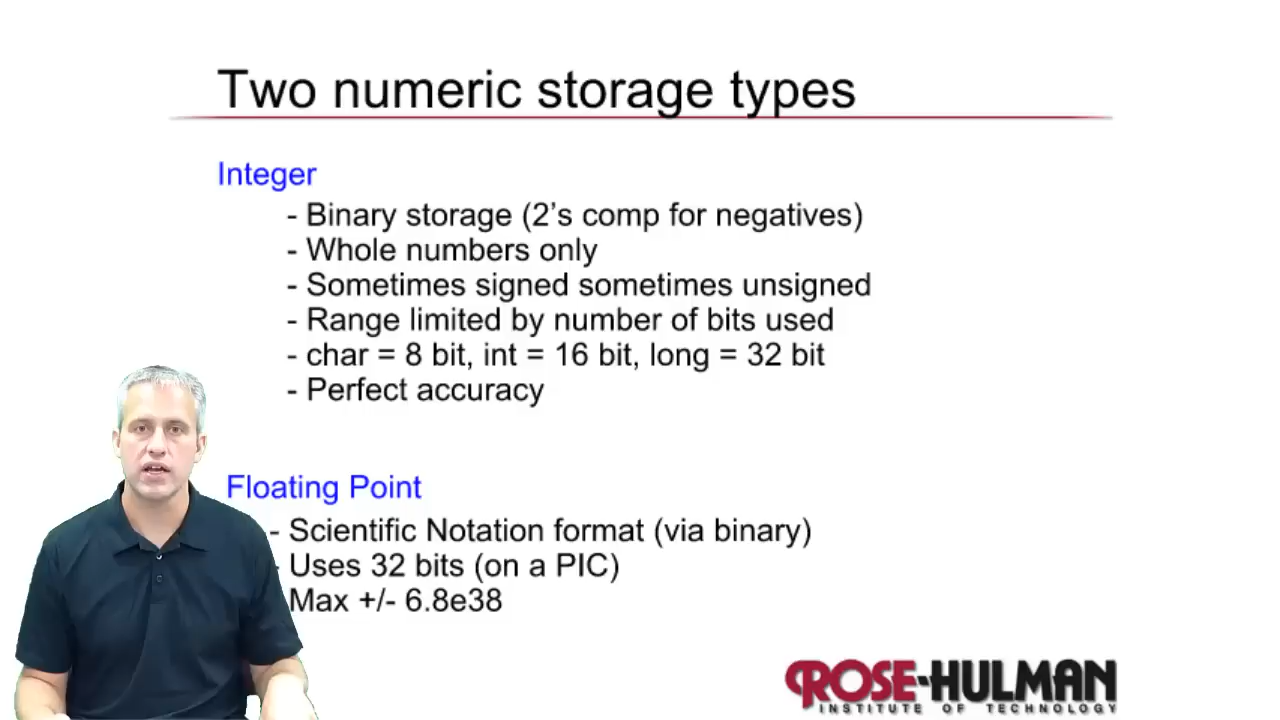 Two numeric storage types
Integer
- Binary storage (2's comp for negatives)
- Whole numbers only
- Sometimes signed sometimes unsigned
- Range limited by number of bits used
- char = 8 bit, int = 16 bit, long = 32 bit
- Perfect accuracy
Floating Point
- Scientific Notation format (via binary)
- Uses 32 bits (on a PIC)
Max +/- 6.8e38
ROSE-HULMAN
INSTITUTE OF TECHNOLOGY